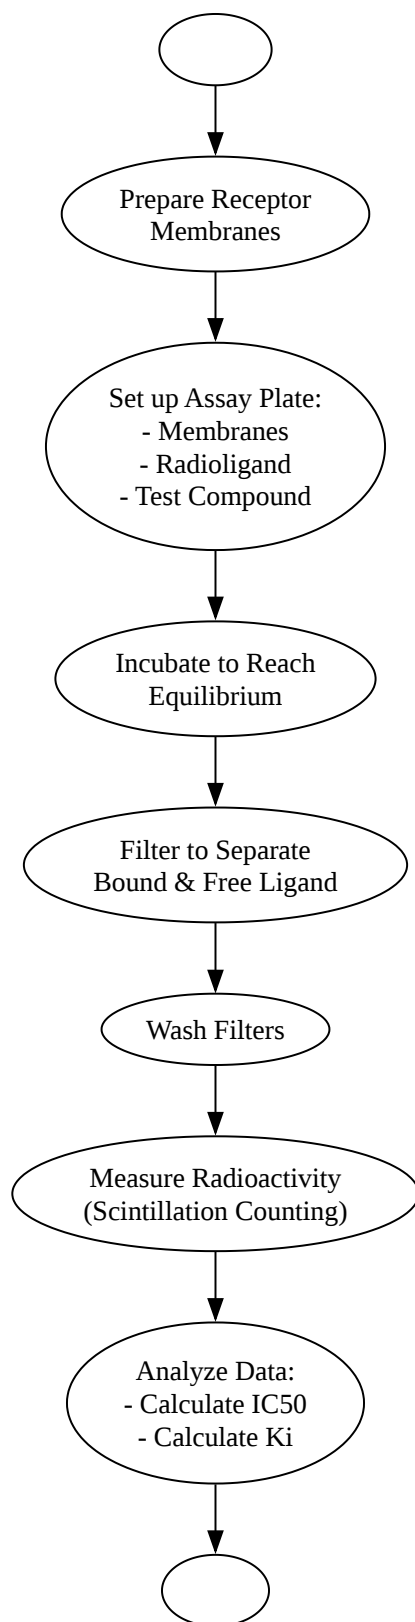 Prepare Receptor
Membranes
Set up Assay Plate:
- Membranes
- Radioligand
- Test Compound
Incubate to Reach
Equilibrium
Filter to Separate
Bound & Free Ligand
Wash Filters
Measure Radioactivity
(Scintillation Counting)
Analyze Data:
- Calculate IC50
- Calculate Ki